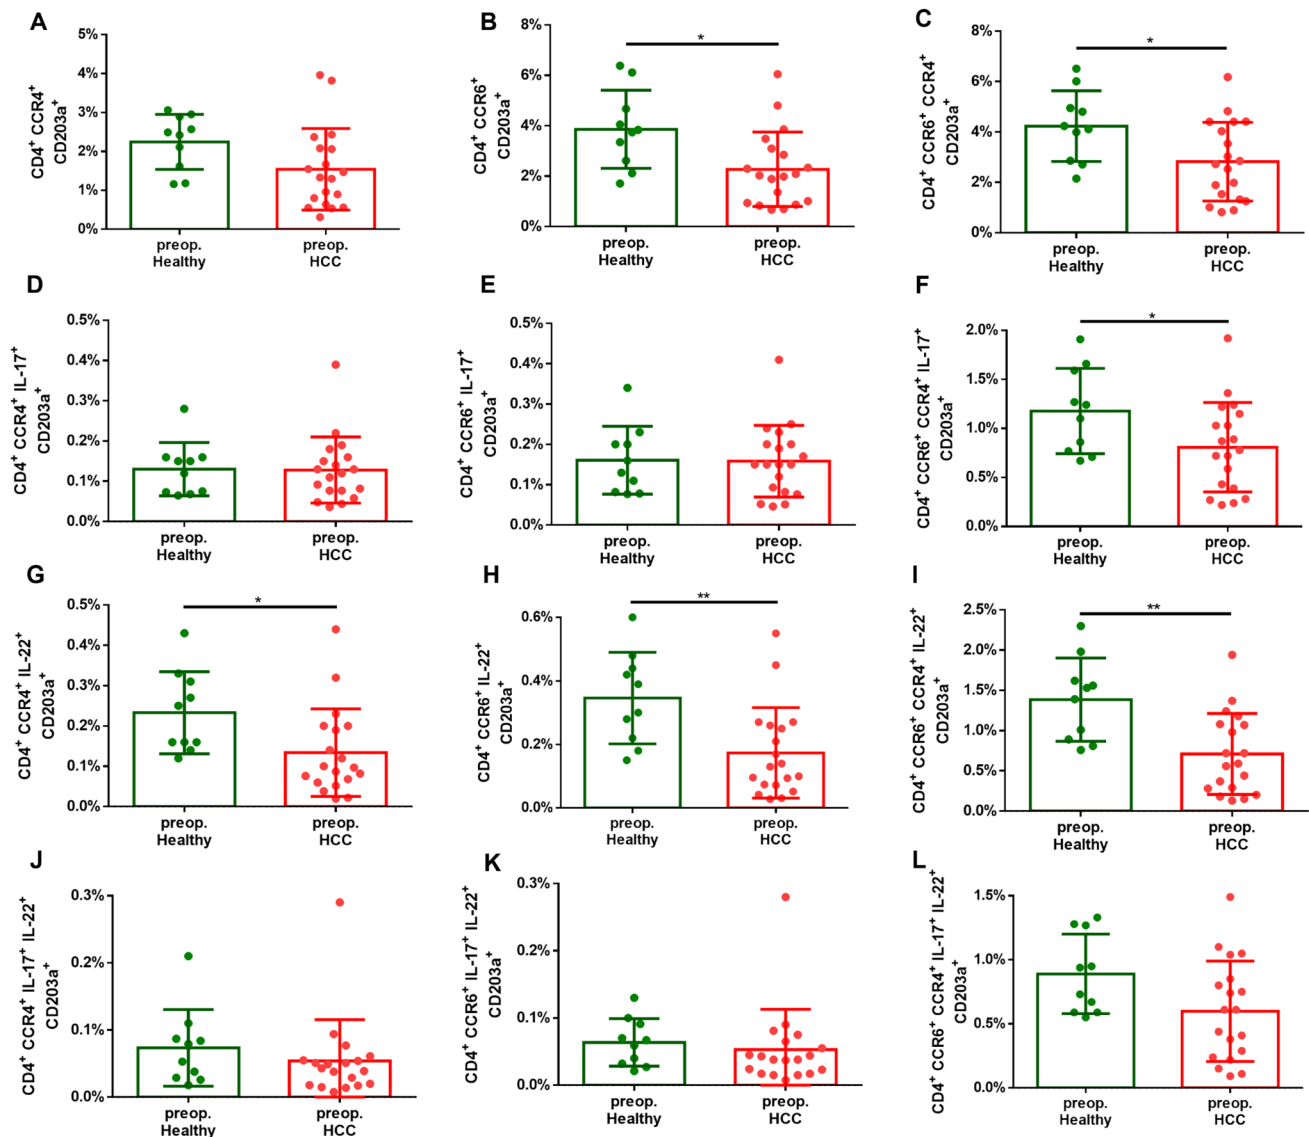 A
CD4+ CCR4+
CD203a+
5%
4%
3%
2%
1%
0%
preop.
Healthy
preop.
HCC
B
CD4+ CCR6+
CD203a+
8%
6%
4%
2%
0%
*
preop.
Healthy
preop.
HCC
C
CD4+ CCR6+ CCR4+
CD203a+
8%
6%
4%
2%
0%
*
preop.
Healthy
preop.
HCC
D
CD4+ CCR4+ IL-17+
CD203a+
0.5%
0.4%
0.3%
0.2%
0.1%
0.0%
preop.
Healthy
preop.
HCC
E
CD4+ CCR6+ IL-17+
CD203a+
0.5%
0.4%
0.3%
0.2%
0.1%
0.0%
preop.
Healthy
preop.
HCC
F
CD4+ CCR6+ CCR4+ IL-17+
CD203a+
2.0%
1.5%
1.0%
0.5%
0.0%
*
preop.
Healthy
preop.
HCC
G
CD4+ CCR4+ IL-22+
CD203a+
0.5%
0.4%
0.3%
0.2%
0.1%
0.0%
*
preop.
Healthy
preop.
HCC
H
CD4+ CCR6+ IL-22+
CD203a+
0.6%
0.4%
0.2%
0.0%
**
preop.
Healthy
preop.
HCC
I
CD4+ CCR6+ CCR4+ IL-22+
CD203a+
2.5%
2.0%
1.5%
1.0%
0.5%
0.0%
**
preop.
Healthy
preop.
HCC
J
CD4+ CCR4+ IL-17+ IL-22+
CD203a+
0.3%
0.2%
0.1%
0.0%
preop.
Healthy
preop.
HCC
K
CD4+ CCR6+ IL-17+ IL-22+
CD203a+
0.3%
0.2%
0.1%
0.0%
preop.
Healthy
preop.
HCC
L
CD4+ CCR6+ CCR4+ IL-17+ IL-22+
CD203a+
1.5%
1.0%
0.5%
0.0%
preop.
Healthy
preop.
HCC